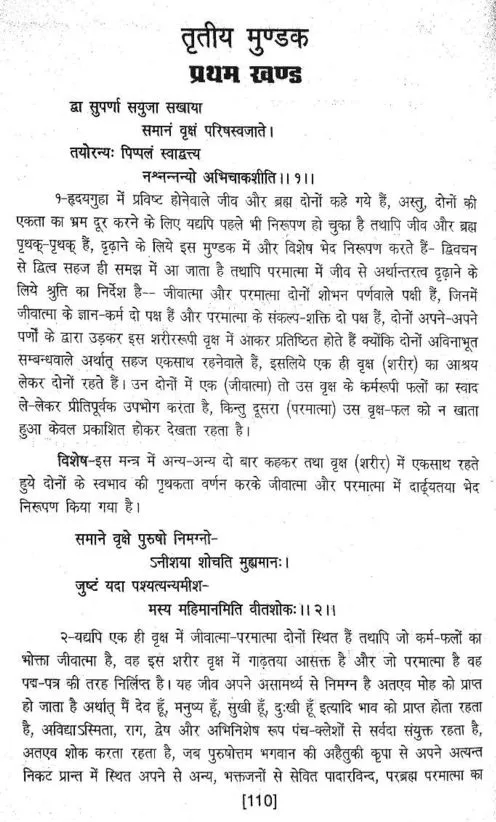 तृतीय मुण्डक
प्रथम खण्ड
द्वा सुपर्णा सयुजा सखाया
समानं वृक्षं परिषस्वजाते।
तयोरन्यः पिप्पलं स्वाद्वत्त्य
नश्नन्नन्यो अभिचाकशीति।।१।।
१-हृदयगुहा में प्रविष्ट होनेवाले जीव और ब्रह्म दोनों कहे गये हैं, अस्तु, दोनों की
एकता का भ्रम दूर करने के लिए यद्यपि पहले भी निरूपण हो चुका है तथापि जीव और ब्रह्म
पृथक्-पृथक् हैं, दृढ़ाने के लिये इस मुण्डक में और विशेष भेद निरूपण करते हैं- द्विवचन
से द्वित्व सहज ही समझ में आ जाता है तथापि परमात्मा में जीव से अर्थान्तरत्व दृढ़ाने के
लिये श्रुति का निर्देश है-- जीवात्मा और परमात्मा दोनों शोभन पर्णवाले पक्षी हैं, जिनमें
जीवात्मा के ज्ञान-कर्म दो पक्ष हैं और परमात्मा के संकल्प-शक्ति दो पक्ष हैं, दोनों अपने-अपने
पर्णों के द्वारा उड़कर इस शरीररूपी वृक्ष में आकर प्रतिष्ठित होते हैं क्योंकि दोनों अविनाभूत
सम्बन्धवाले अर्थात् सहज एकसाथ रहनेवाले हैं, इसलिये एक ही वृक्ष (शरीर) का आश्रय
लेकर दोनों रहते हैं। उन दोनों में एक (जीवात्मा) तो उस वृक्ष के कर्मरूपी फलों का स्वाद
ले-लेकर प्रीतिपूर्वक उपभोग करता है, किन्तु दूसरा (परमात्मा) उस वृक्ष-फल को न खाता
हुआ केवल प्रकाशित होकर देखता रहता है।
विशेष-इस मन्त्र में अन्य-अन्य दो बार कहकर तथा वृक्ष (शरीर) में एकसाथ रहते
हुये दोनों के स्वभाव की पृथकता वर्णन करके जीवात्मा और परमात्मा में दार्ढ्यतया भेद
निरूपण किया गया है।
समाने वृक्षे पुरुषो निमग्नो-
ऽनीशया शोचति मुह्यमानः।
जुष्टं यदा पश्यत्यन्यमीश-
मस्य महिमानमिति वीतशोकः।।२।।
२-यद्यपि एक ही वृक्ष में जीवात्मा-परमात्मा दोनों स्थित हैं तथापि जो कर्म-फलों का
भोक्ता जीवात्मा है, वह इस शरीर वृक्ष में गाढ़तया आसक्त है और जो परमात्मा है वह
पद्म-पत्र की तरह निर्लिप्त है। यह जीव अपने असामर्थ्य से निमग्न है अतएव मोह को प्राप्त
हो जाता है अर्थात् मैं देव हूँ, मनुष्य हूँ, सुखी हूँ, दुःखी हूँ इत्यादि भाव को प्राप्त होता रहता
है, अविद्याऽस्मिता, राग, द्वेष और अभिनिशेष रूप पंच-क्लेशों से सर्वदा संयुक्त रहता है,
अतएव शोक करता रहता है, जब पुरुषोत्तम भगवान की अहैतुकी कृपा से अपने अत्यन्त
निकट प्रान्त में स्थित अपने से अन्य, भक्तजनों से सेवित पादारविन्द, परब्रह्म परमात्मा का
[110]